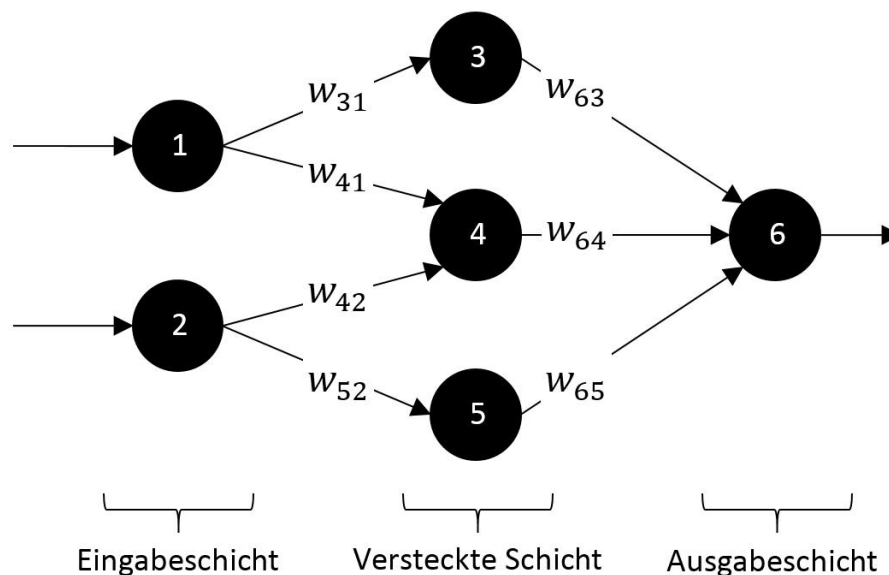 3
w₃₁
w₆₃
1
w₄₁
4
w₆₄
6
w₄₂
2
w₅₂
w₆₅
5
Eingabeschicht
Versteckte Schicht
Ausgabeschicht